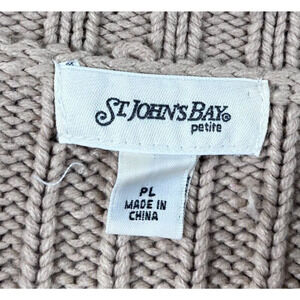 ST. JOHN'S BAY®
petite
PL
MADE IN
CHINA